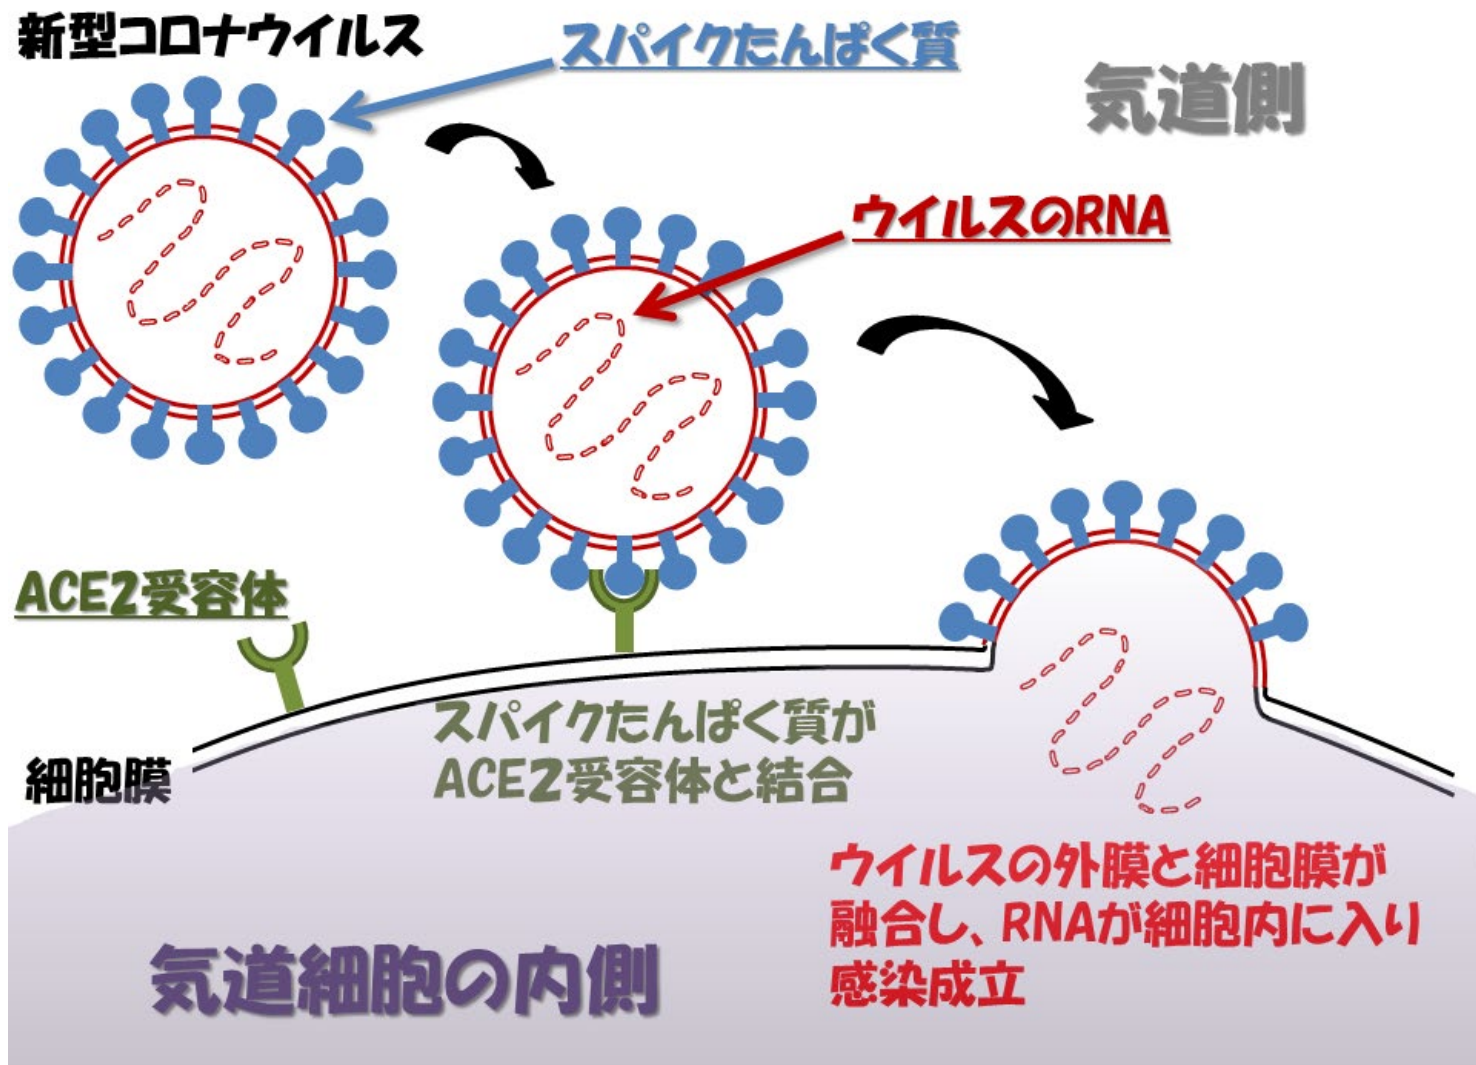 新型コロナウイルス
スパイクたんぱく質
気道側
ウイルスのRNA
ACE2受容体
細胞膜
スパイクたんぱく質が
ACE2受容体と結合
ウイルスの外膜と細胞膜が
融合し、RNAが細胞内に入り
感染成立
気道細胞の内側